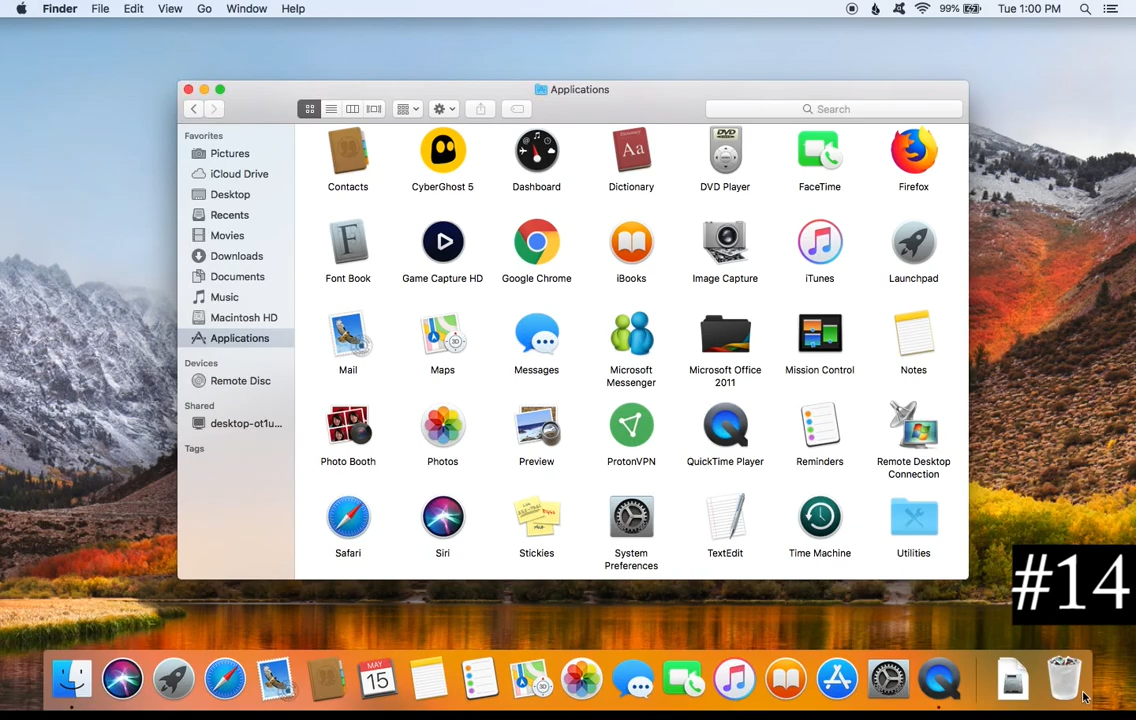 Finder File Edit View Go Window Help 99% Tue 1:00 PM
Applications
Search
Favorites
Pictures
iCloud Drive
Desktop
Recents
Movies
Downloads
Documents
Music
Macintosh HD
Applications
Devices
Remote Disc
Shared
desktop-ot1u...
Tags
Contacts CyberGhost 5 Dashboard Dictionary DVD Player FaceTime Firefox
Font Book Game Capture HD Google Chrome iBooks Image Capture iTunes Launchpad
Mail Maps Messages Microsoft Messenger Microsoft Office 2011 Mission Control Notes
Photo Booth Photos Preview ProtonVPN QuickTime Player Reminders Remote Desktop Connection
Safari Siri Stickies System Preferences TextEdit Time Machine Utilities
#14
MAY
15